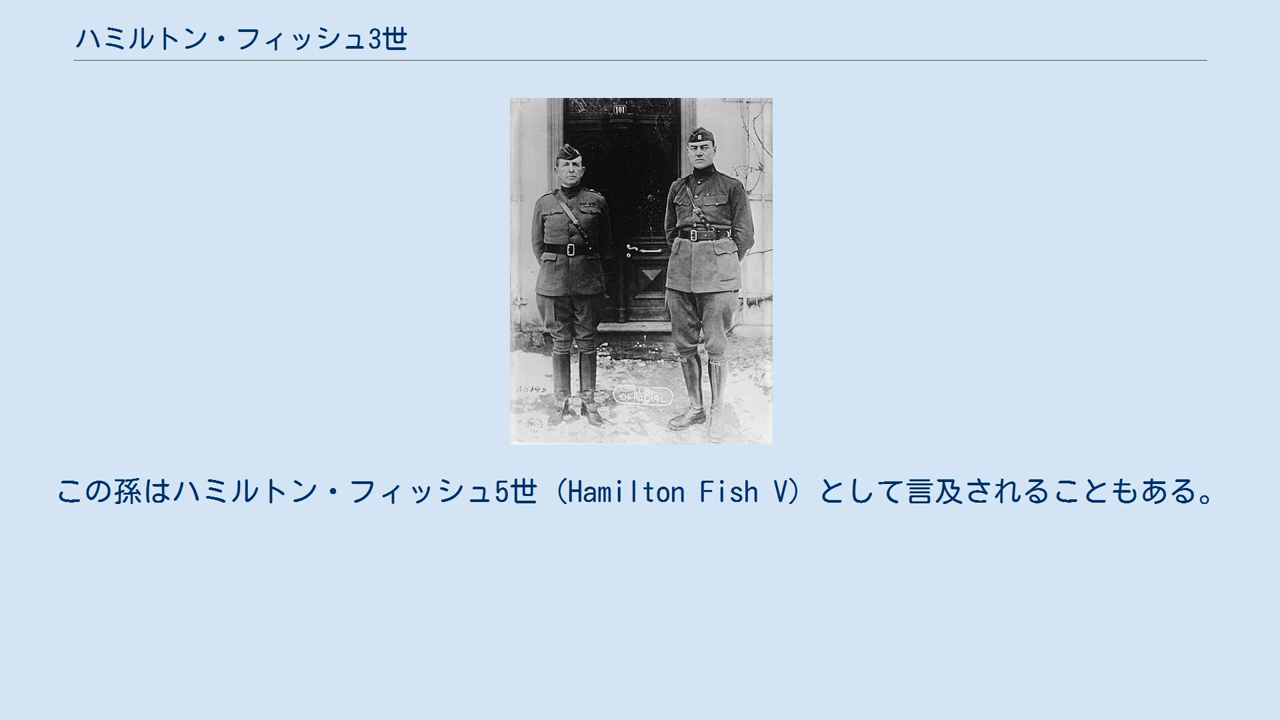 ハミルトン・フィッシュ3世
101
U.S.
OFFICIAL
この孫はハミルトン・フィッシュ5世（Hamilton Fish V）として言及されることもある。